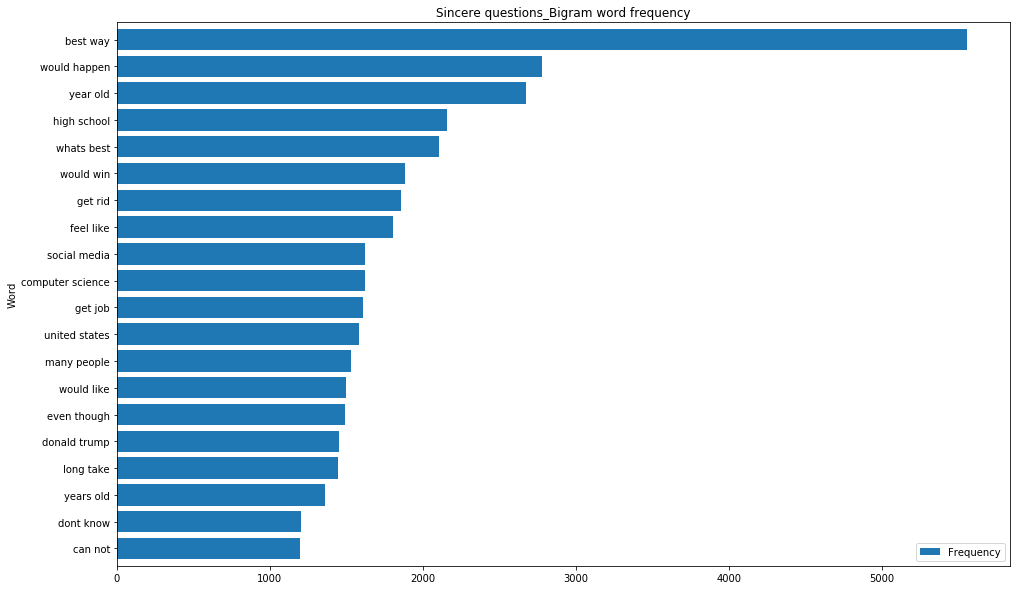 Sincere questions_Bigram word frequency
best way
would happen
year old
high school
whats best
would win
get rid
feel like
social media
computer science
get job
united states
many people
would like
even though
donald trump
long take
years old
dont know
can not
Word
Frequency
0 1000 2000 3000 4000 5000